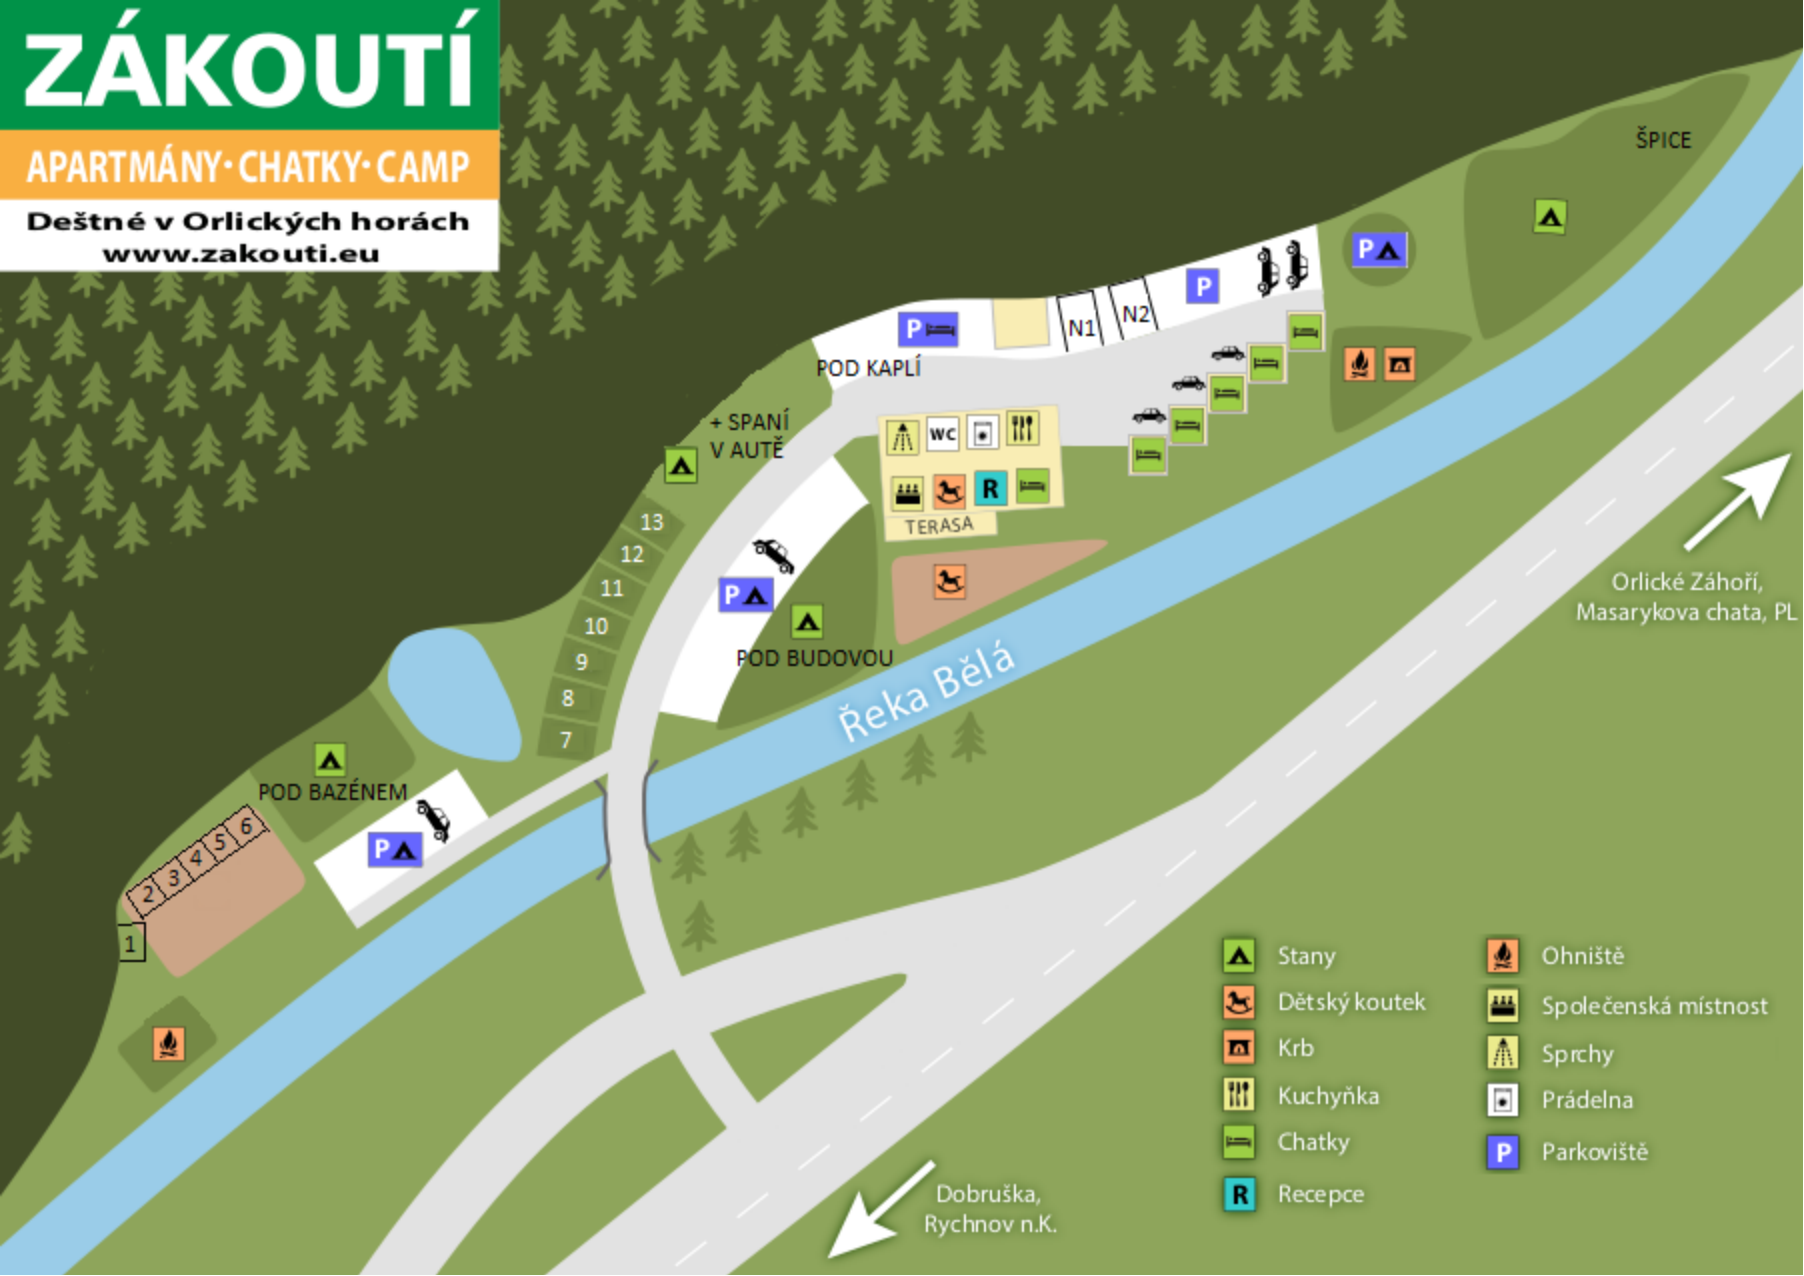 ZÁKOUTÍ
APARTMÁNY·CHATKY·CAMP
Deštné v Orlických horách
www.zakouti.eu
ŠPICE
P
P
P
N1
N2
POD KAPLÍ
+ SPANÍ
V AUTĚ
WC
R
TERASA
13
12
11
10
9
8
7
P
POD BUDOVOU
Řeka Bělá
Orlické Záhoří,
Masarykova chata, PL
POD BAZÉNEM
P
6
5
4
3
2
1
Stany
Dětský koutek
Krb
Kuchyňka
Chatky
R Recepce
Ohniště
Společenská místnost
Sprchy
Prádelna
P Parkoviště
Dobruška,
Rychnov n.K.